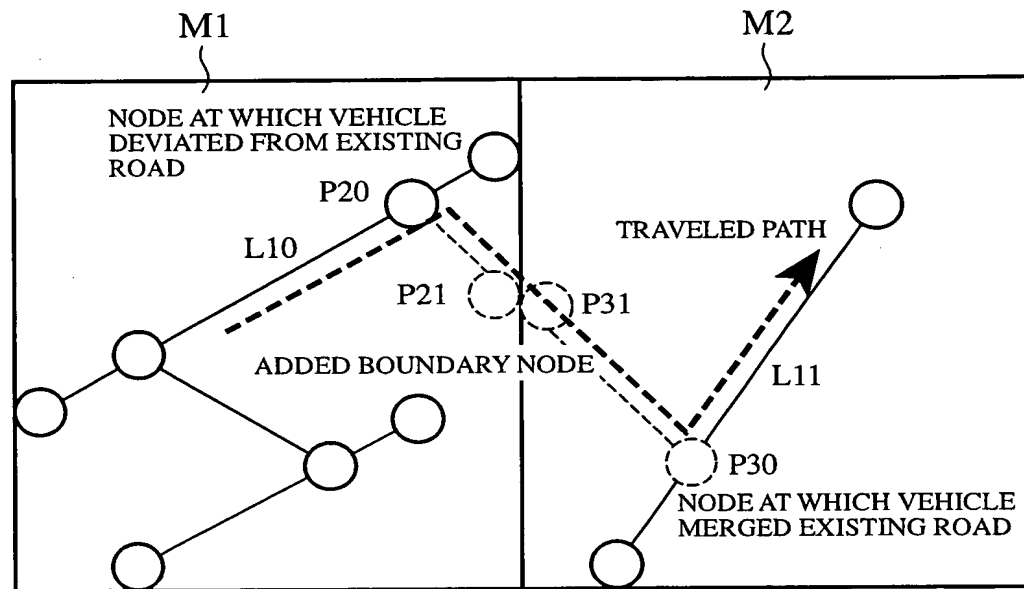 M1
M2
NODE AT WHICH VEHICLE
DEVIATED FROM EXISTING
ROAD
P20
L10
TRAVELED PATH
P21
P31
ADDED BOUNDARY NODE
L11
P30
NODE AT WHICH VEHICLE
MERGED EXISTING ROAD